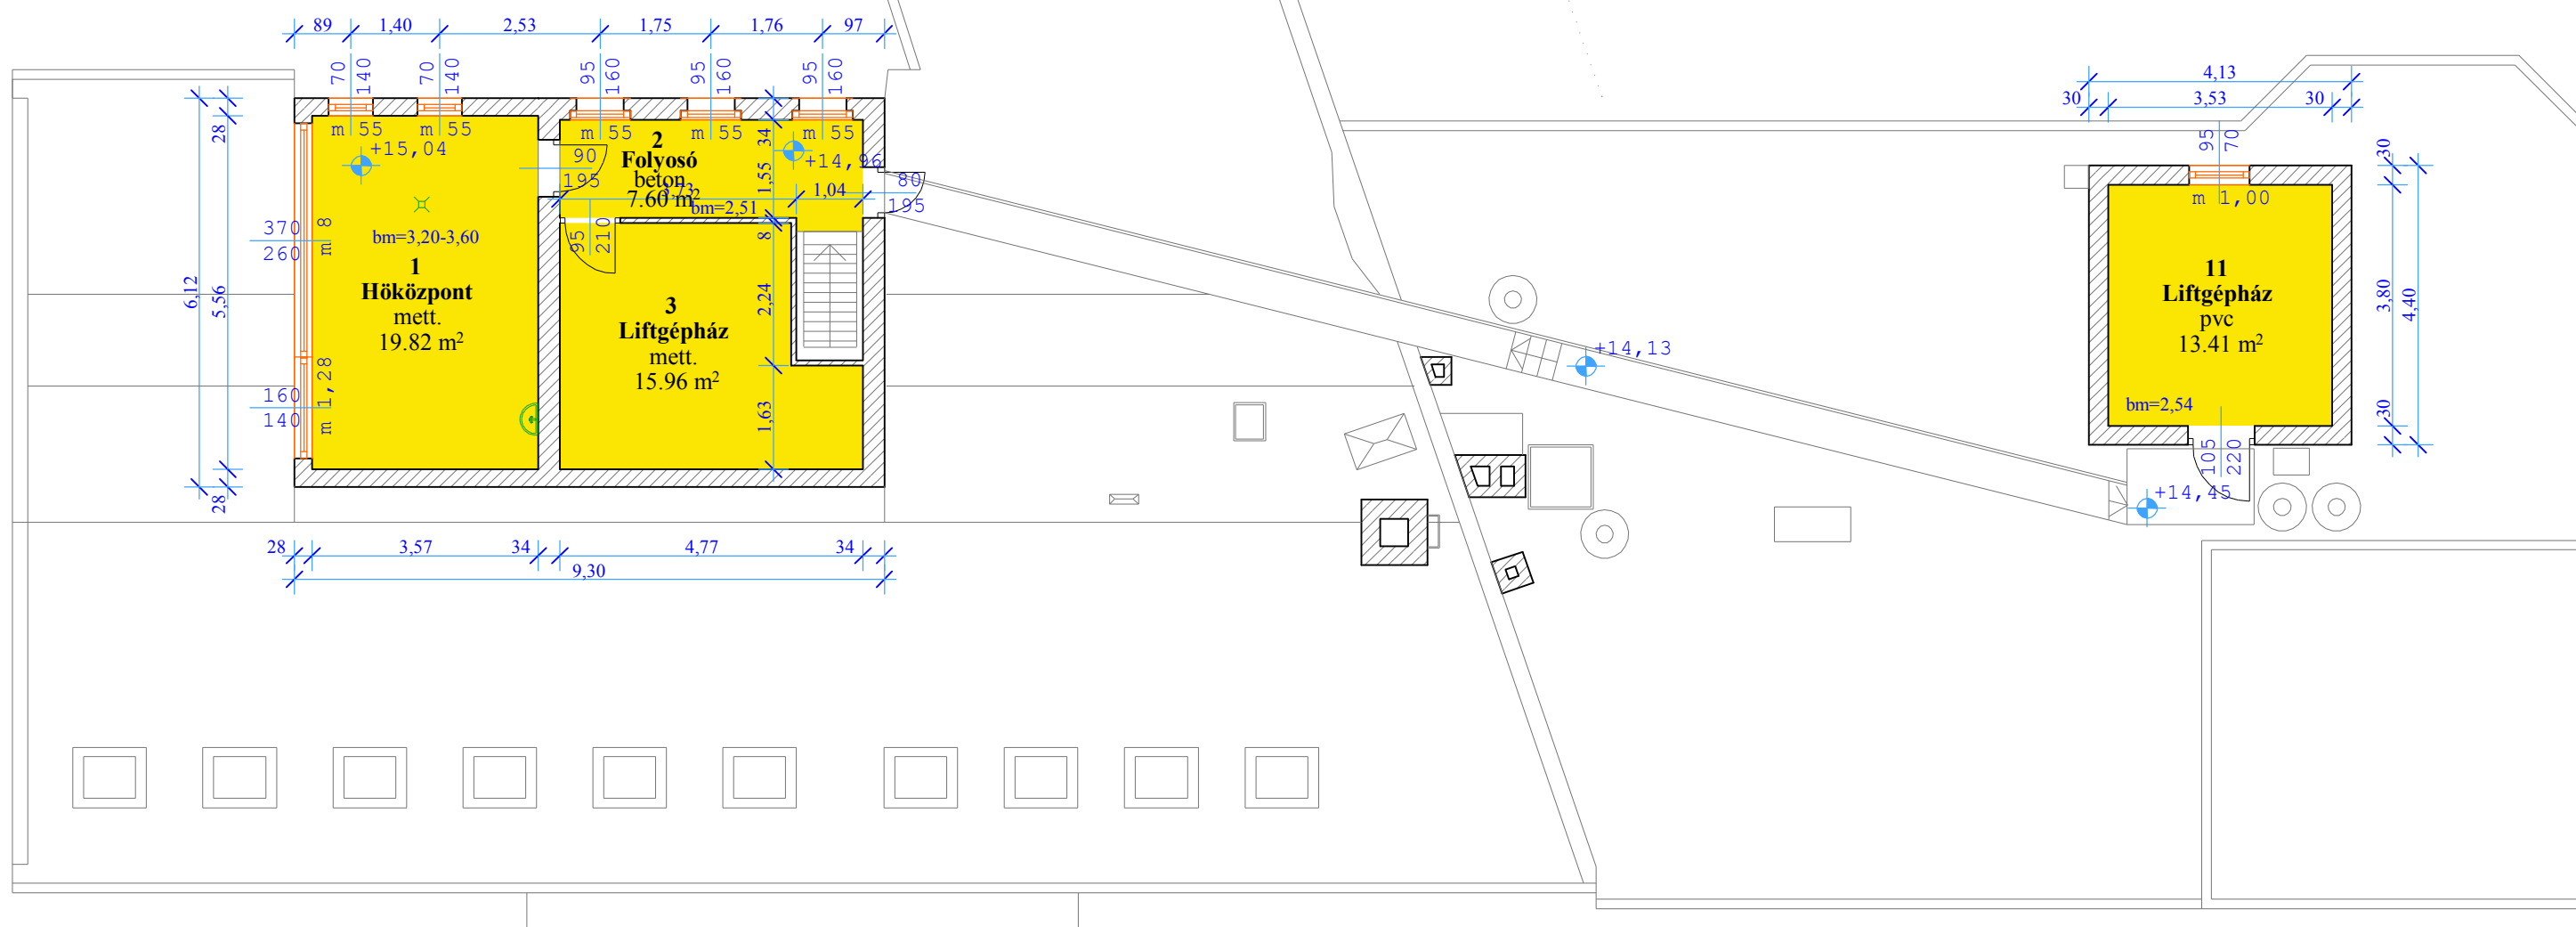 89 1,40 2,53 1,75 1,76 97
70 140 70 140 95 160 95 160 95 160
m 55 m 55 m 55 m 55 m 55
+15,04
28
5,56
28
6,12
370
260
m 8
160
140
m 1,28
bm=3,20-3,60
1
Höközpont
mett.
19.82 m²
90
195
2
Folyosó
beton
7.60 m²
3,73
bm=2,51
34
1,55
8
2,24
1,63
+14,96
1,04
80
195
95
210
3
Liftgépház
mett.
15.96 m²
28 3,57 34 4,77 34
9,30
+14,13
4,13
30 3,53 30
95
70
m 1,00
11
Liftgépház
pvc
13.41 m²
bm=2,54
30
3,80
30
4,40
105
220
+14,45